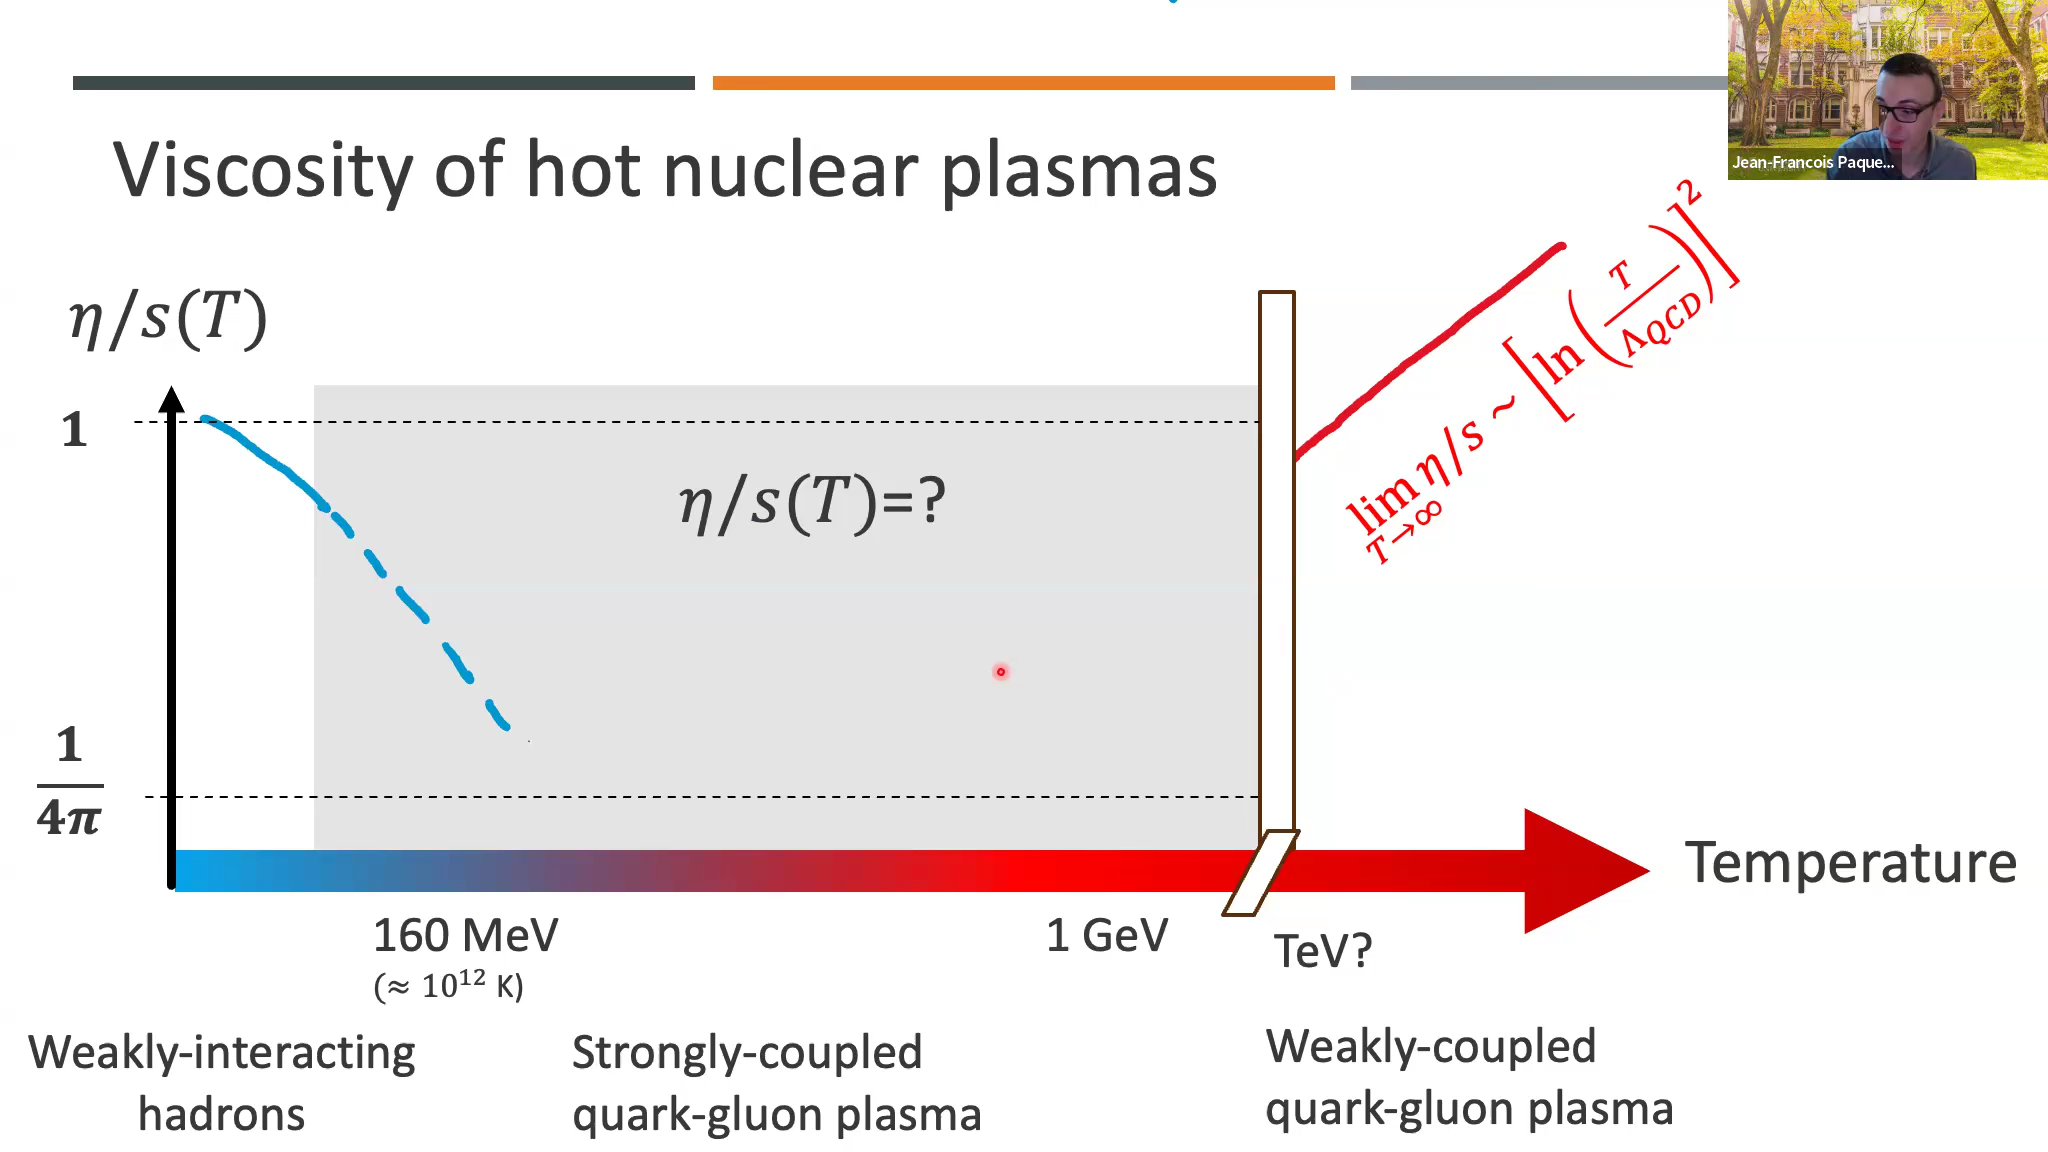 Jean-Francois Paque...
Viscosity of hot nuclear plasmas
η/s(T)
1
η/s(T)=?
lim η/s ~ [ln(T/Λ_QCD)]²
T→∞
1
4π
Temperature
160 MeV
(≈ 10¹² K)
1 GeV
TeV?
Weakly-interacting
hadrons
Strongly-coupled
quark-gluon plasma
Weakly-coupled
quark-gluon plasma